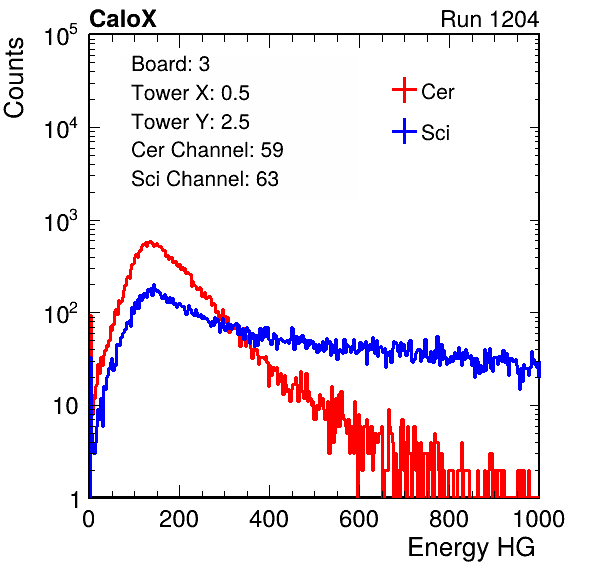 CaloX Run 1204
Counts
10^5
10^4
10^3
10^2
10
1
Board: 3
Tower X: 0.5
Tower Y: 2.5
Cer Channel: 59
Sci Channel: 63
Cer
Sci
0 200 400 600 800 1000
Energy HG